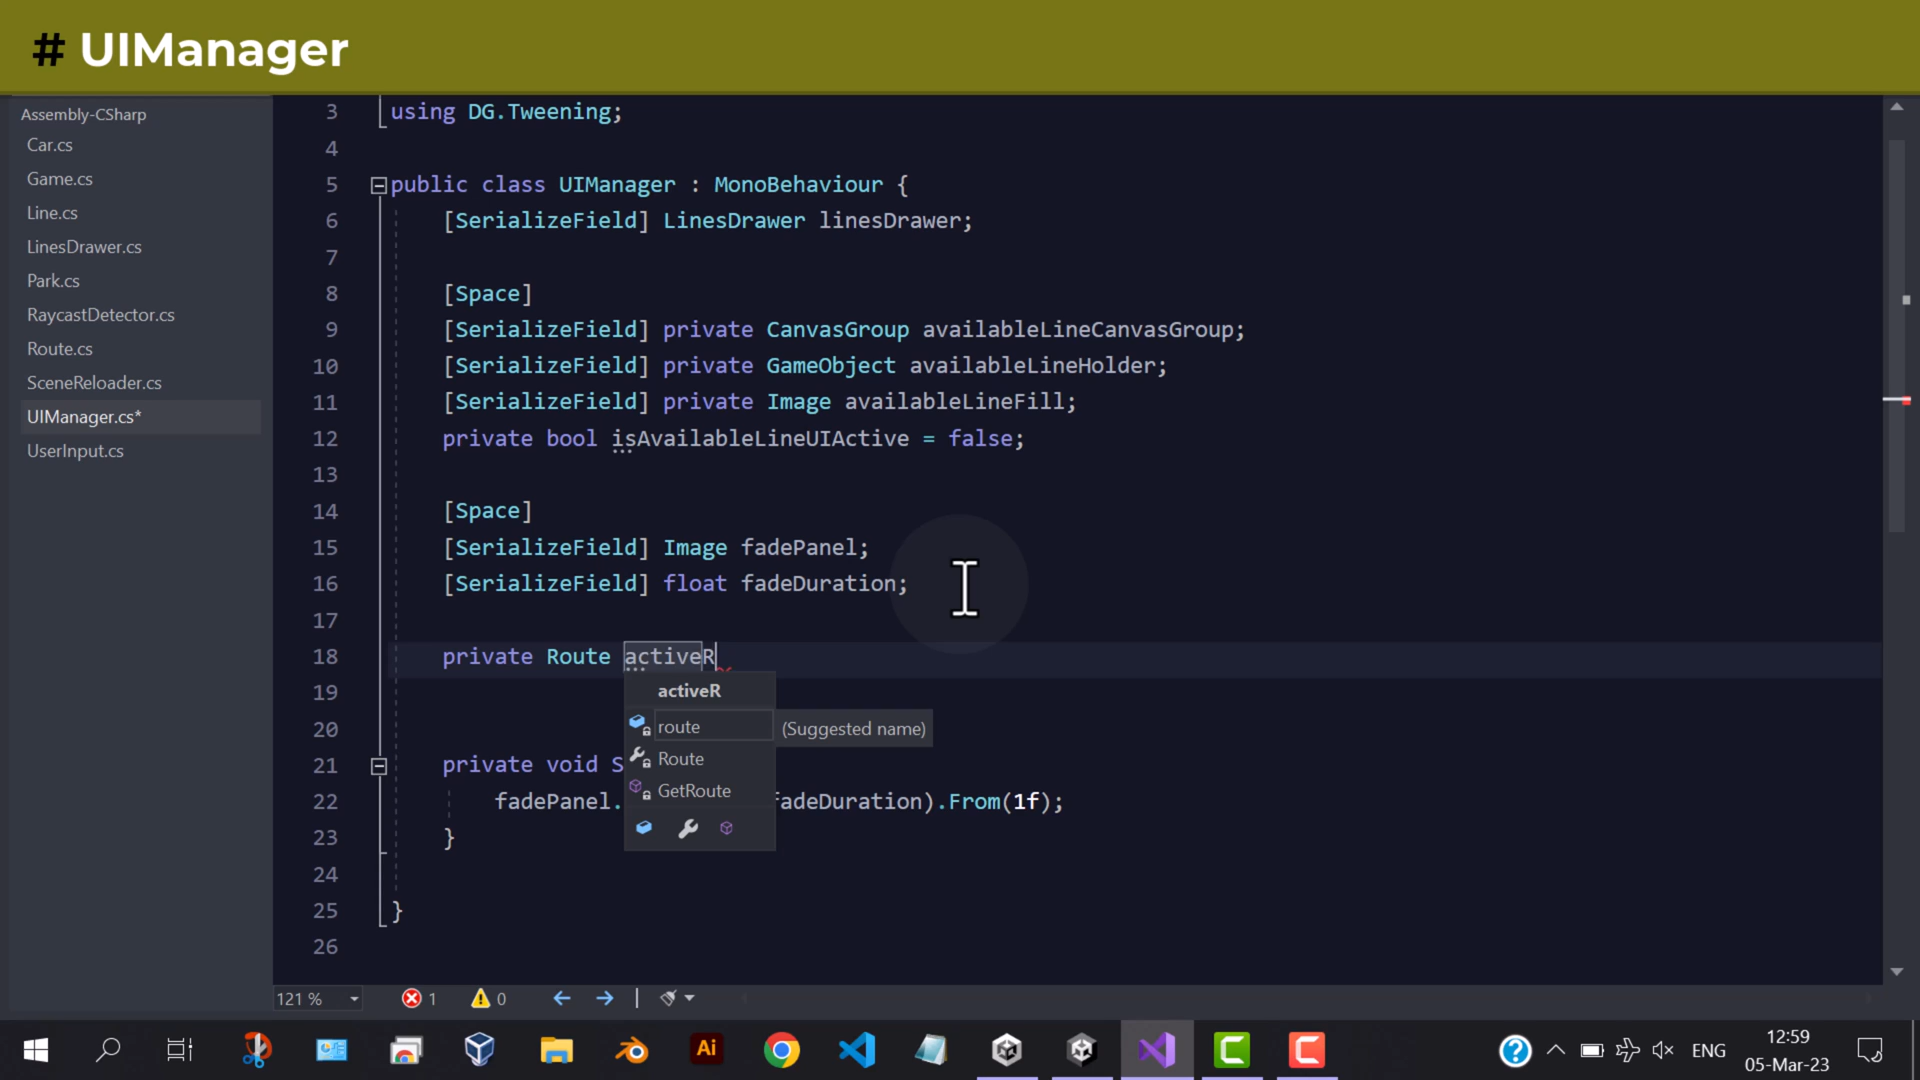 # UIManager
Assembly-CSharp
Car.cs
Game.cs
Line.cs
LinesDrawer.cs
Park.cs
RaycastDetector.cs
Route.cs
SceneReloader.cs
UIManager.cs*
UserInput.cs
3 using DG.Tweening;
4
5 public class UIManager : MonoBehaviour {
6 [SerializeField] LinesDrawer linesDrawer;
7
8 [Space]
9 [SerializeField] private CanvasGroup availableLineCanvasGroup;
10 [SerializeField] private GameObject availableLineHolder;
11 [SerializeField] private Image availableLineFill;
12 private bool isAvailableLineUIActive = false;
13
14 [Space]
15 [SerializeField] Image fadePanel;
16 [SerializeField] float fadeDuration;
17
18 private Route activeR
activeR
19
route (Suggested name)
20
Route
21 private void S
GetRoute
22 fadePanel. fadeDuration).From(1f);
23 }
24
25 }
26
121 % 1 0
Ai
ENG
12:59
05-Mar-23